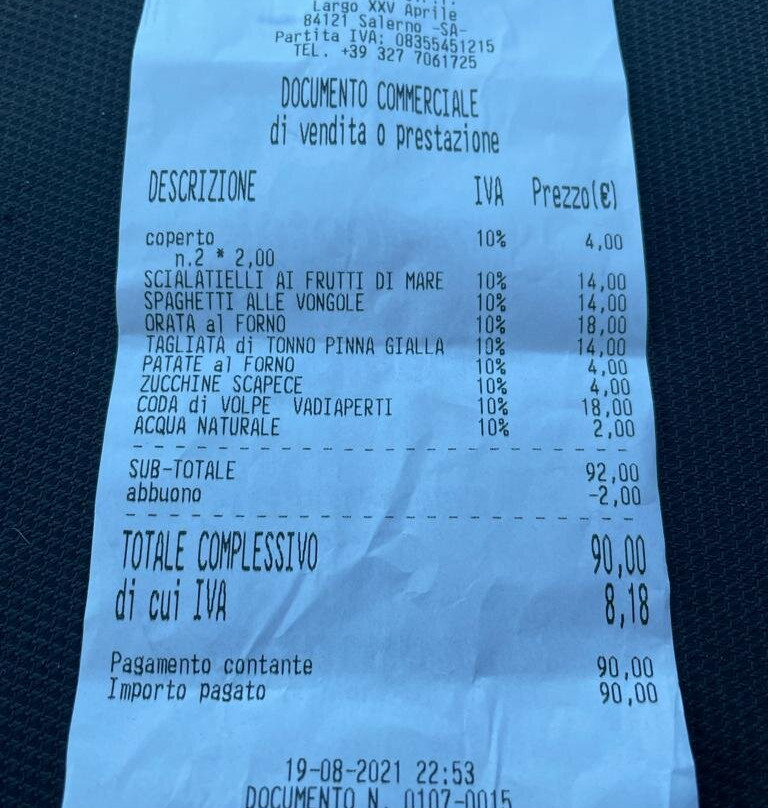 Largo XXV Aprile
84121 Salerno -SA-
Partita IVA: 08355451215
TEL. +39 327 7061725
DOCUMENTO COMMERCIALE
di vendita o prestazione
DESCRIZIONE IVA Prezzo(€)
coperto 10% 4,00
n.2 * 2,00
SCIALATIELLI AI FRUTTI DI MARE 10% 14,00
SPAGHETTI ALLE VONGOLE 10% 14,00
ORATA al FORNO 10% 18,00
TAGLIATA di TONNO PINNA GIALLA 10% 14,00
PATATE al FORNO 10% 4,00
ZUCCHINE SCAPECE 10% 4,00
CODA di VOLPE VADIAPERTI 10% 18,00
ACQUA NATURALE 10% 2,00
SUB-TOTALE 92,00
abbuono -2,00
TOTALE COMPLESSIVO 90,00
di cui IVA 8,18
Pagamento contante 90,00
Importo pagato 90,00
19-08-2021 22:53
DOCUMENTO N. 0107-0015